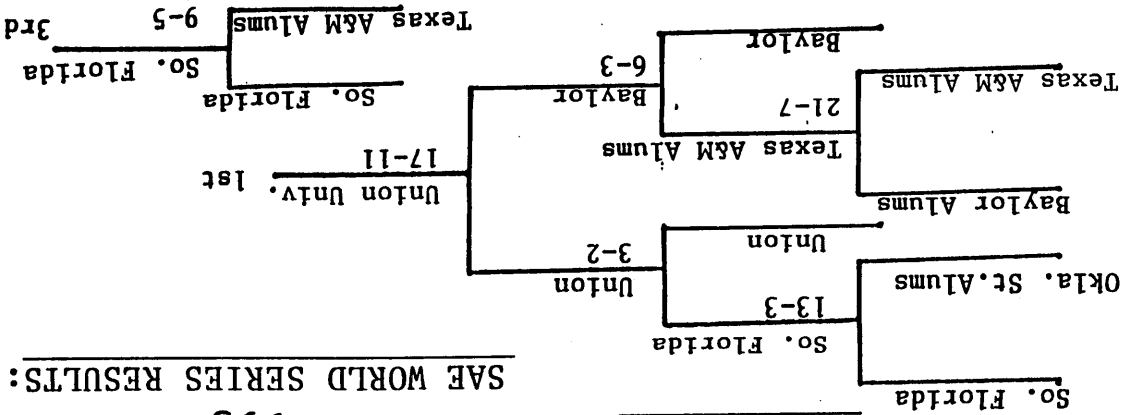 SAE WORLD SERIES RESULTS:
So. Florida
So. Florida
13-3
Okla. St.Alums
Union
3-2
Union
Baylor Alums
Union Univ. 1st
17-11
Texas A&M Alums
21-7
Texas A&M Alums
Baylor
6-3
Baylor
So. Florida
So. Florida 3rd
9-5
Texas A&M Alums